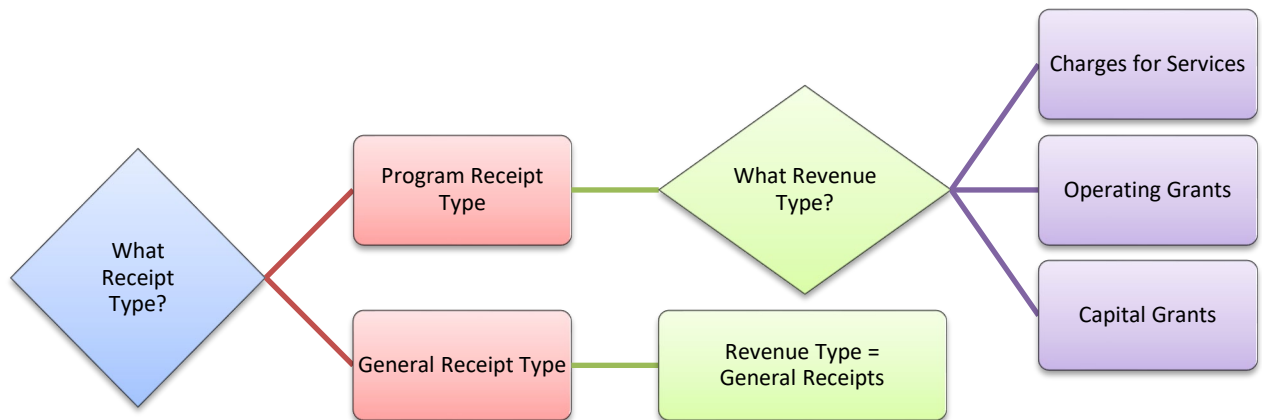 What
Receipt
Type?
Program Receipt
Type
General Receipt Type
What Revenue
Type?
Revenue Type =
General Receipts
Charges for Services
Operating Grants
Capital Grants